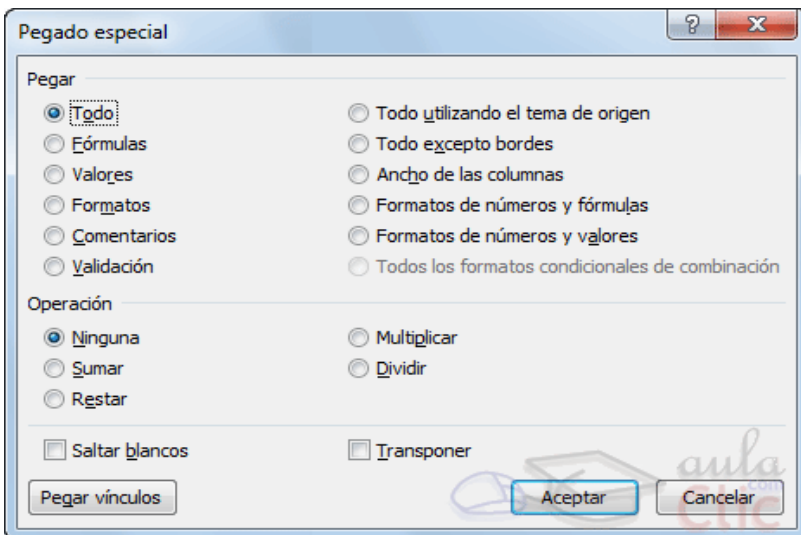 Pegado especial
Pegar
Todo
Todo utilizando el tema de origen
Fórmulas
Todo excepto bordes
Valores
Ancho de las columnas
Formatos
Formatos de números y fórmulas
Comentarios
Formatos de números y valores
Validación
Todos los formatos condicionales de combinación
Operación
Ninguna
Multiplicar
Sumar
Dividir
Restar
Saltar blancos
Transponer
Pegar vínculos
Aceptar
Cancelar
aula
.com
Clic